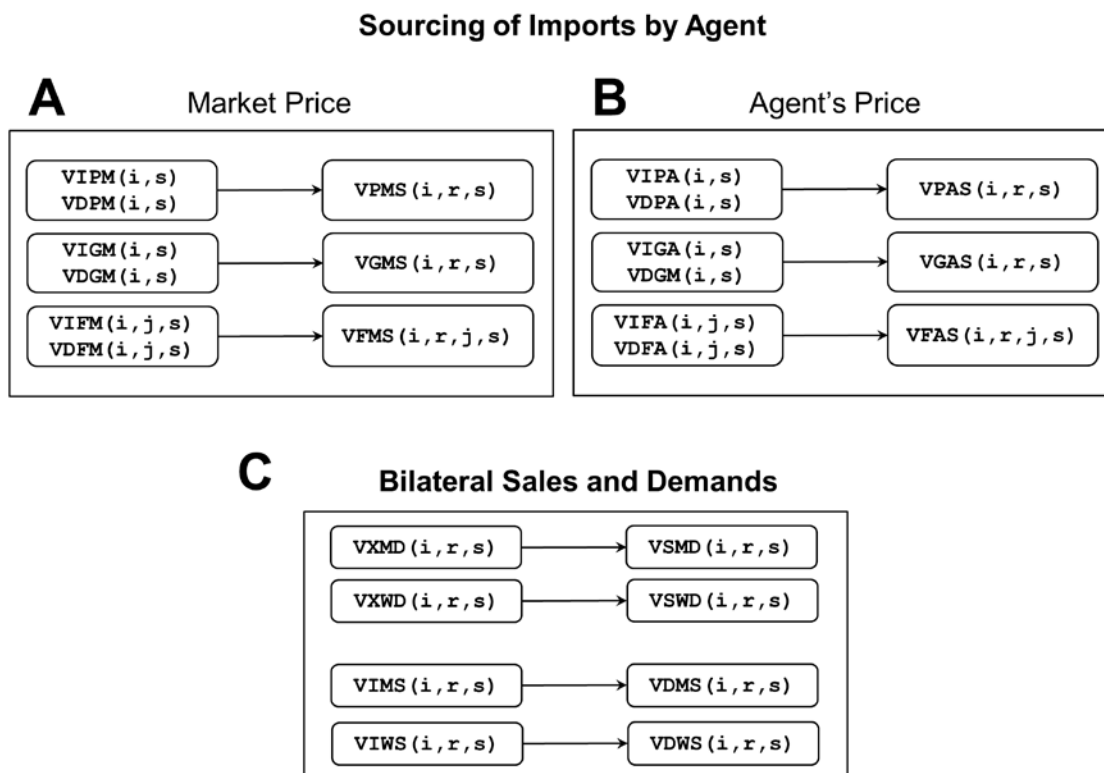 Sourcing of Imports by Agent
A
Market Price
VIPM(i,s)
VDPM(i,s)
VPMS(i,r,s)
VIGM(i,s)
VDGM(i,s)
VGMS(i,r,s)
VIFM(i,j,s)
VDFM(i,j,s)
VFMS(i,r,j,s)
B
Agent's Price
VIPA(i,s)
VDPA(i,s)
VPAS(i,r,s)
VIGA(i,s)
VDGM(i,s)
VGAS(i,r,s)
VIFA(i,j,s)
VDFA(i,j,s)
VFAS(i,r,j,s)
C
Bilateral Sales and Demands
VXMD(i,r,s)
VSMD(i,r,s)
VXWD(i,r,s)
VSWD(i,r,s)
VIMS(i,r,s)
VDMS(i,r,s)
VIWS(i,r,s)
VDWS(i,r,s)